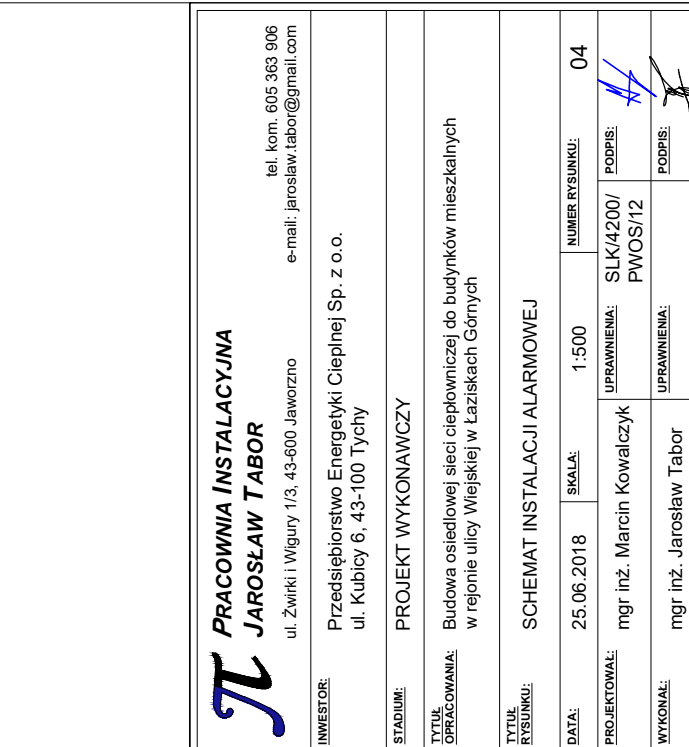 π PRACOWNIA INSTALACYJNA
JAROSŁAW TABOR
tel. kom. 605 363 906
ul. Żwirki i Wigury 1/3, 43-600 Jaworzno e-mail: jaroslaw.tabor@gmail.com
INWESTOR: Przedsiębiorstwo Energetyki Cieplnej Sp. z o.o.
ul. Kubicy 6, 43-100 Tychy
STADIUM: PROJEKT WYKONAWCZY
TYTUŁ OPRACOWANIA: Budowa osiedlowej sieci ciepłowniczej do budynków mieszkalnych
w rejonie ulicy Wiejskiej w Łaziskach Górnych
TYTUŁ RYSUNKU: SCHEMAT INSTALACJI ALARMOWEJ
DATA: 25.06.2018 SKALA: 1:500 NUMER RYSUNKU: 04
PROJEKTOWAŁ: mgr inż. Marcin Kowalczyk UPRAWNIENIA: SLK/4200/
PWOS/12 PODPIS:
WYKONAŁ: mgr inż. Jarosław Tabor UPRAWNIENIA: PODPIS: